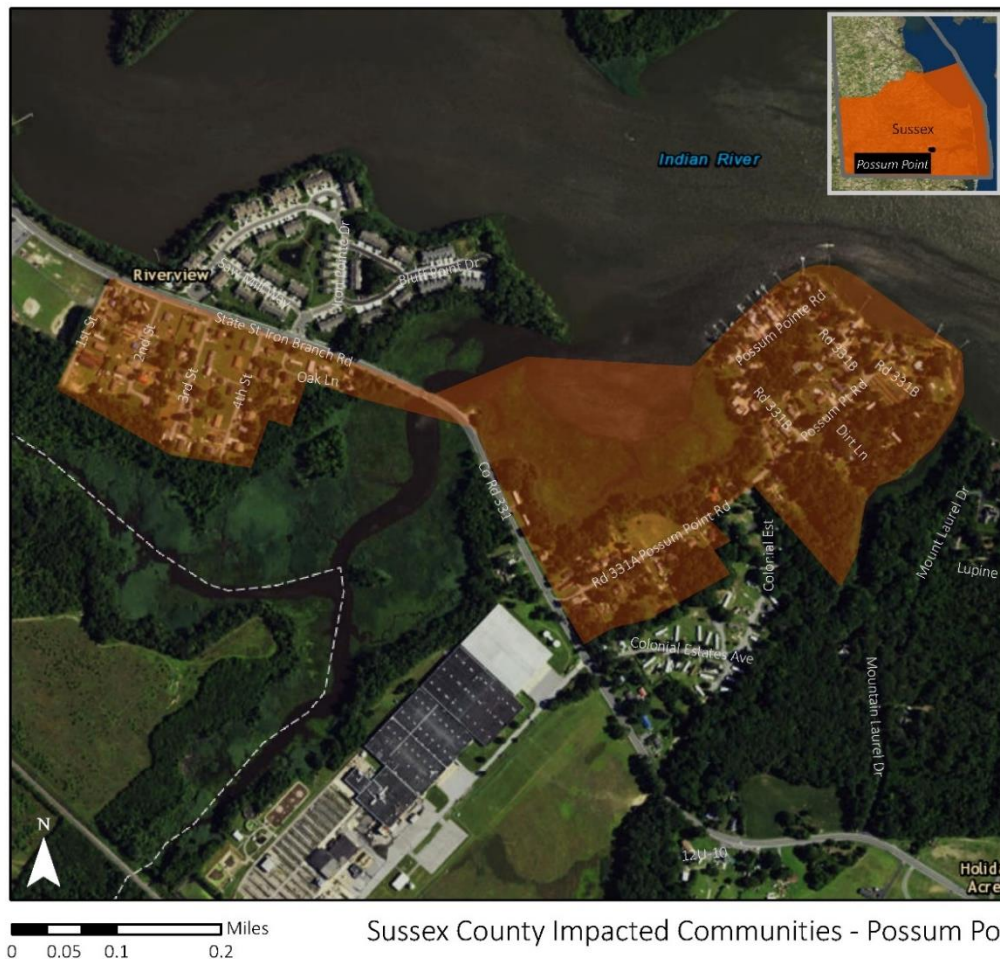 Sussex
Possum Point
Indian River
Riverview
Bluff Point Dr
State St Iron Branch Rd
1st St
2nd St
3rd St
4th St
Oak Ln
Possum Pointe Rd
Rd 331B
Rd 331B
Rd 331B
Possum Pt Rd
Dirt Ln
Co Rd 331
Rd 331A Possum Point Rd
Colonial Est
Mount Laurel Dr
Lupine
Colonial Estates Ave
Mountain Laurel Dr
12U-10
Holid
Acre
N
Miles
0 0.05 0.1 0.2
Sussex County Impacted Communities - Possum Po